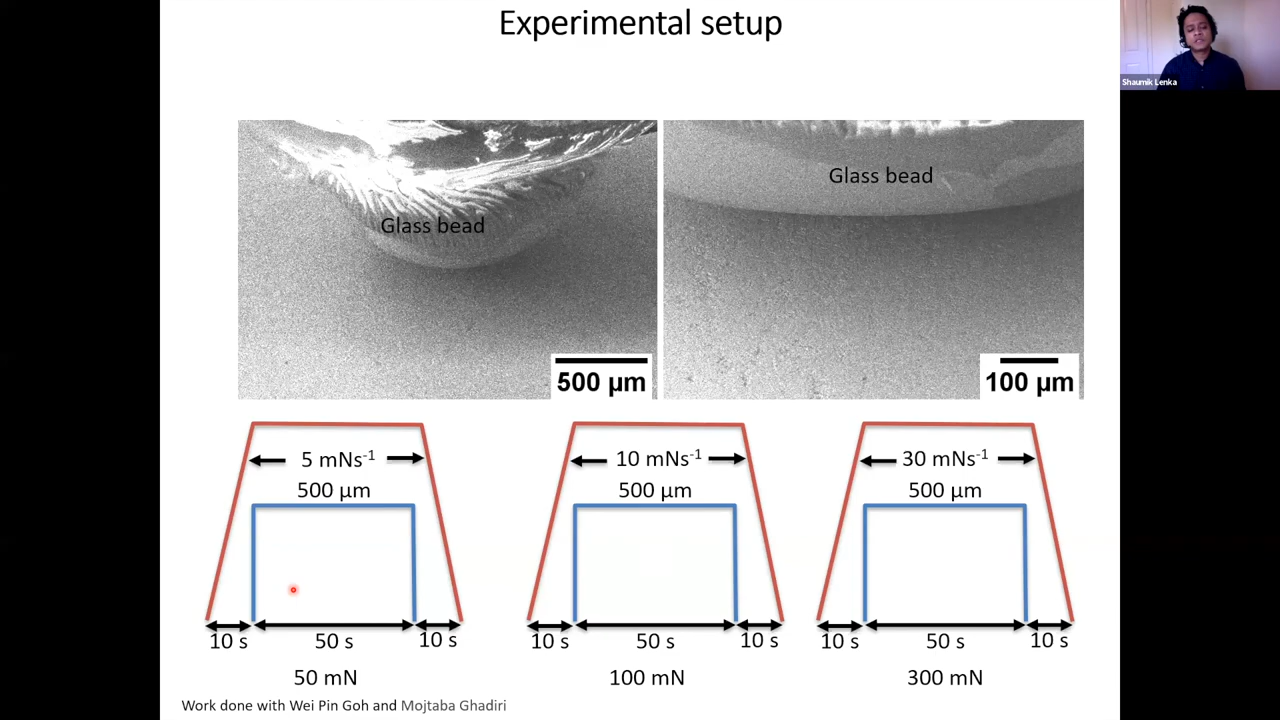 Experimental setup
Shaumik Lenka
Glass bead
Glass bead
500 µm
100 µm
5 mNs⁻¹
500 µm
10 mNs⁻¹
500 µm
30 mNs⁻¹
500 µm
10 s 50 s 10 s
10 s 50 s 10 s
10 s 50 s 10 s
50 mN
100 mN
300 mN
Work done with Wei Pin Goh and Mojtaba Ghadiri